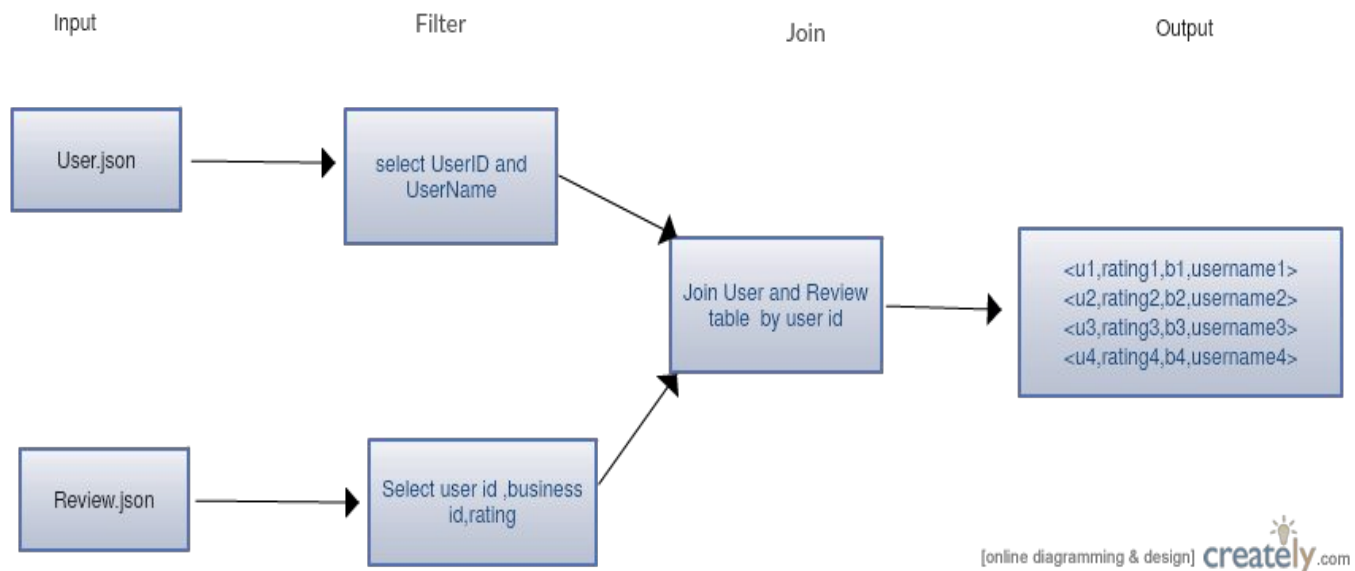 Input
Filter
Join
Output
User.json
select UserID and
UserName
Join User and Review
table by user id
<u1,rating1,b1,username1>
<u2,rating2,b2,username2>
<u3,rating3,b3,username3>
<u4,rating4,b4,username4>
Review.json
Select user id ,business
id,rating
[online diagramming & design] creately.com